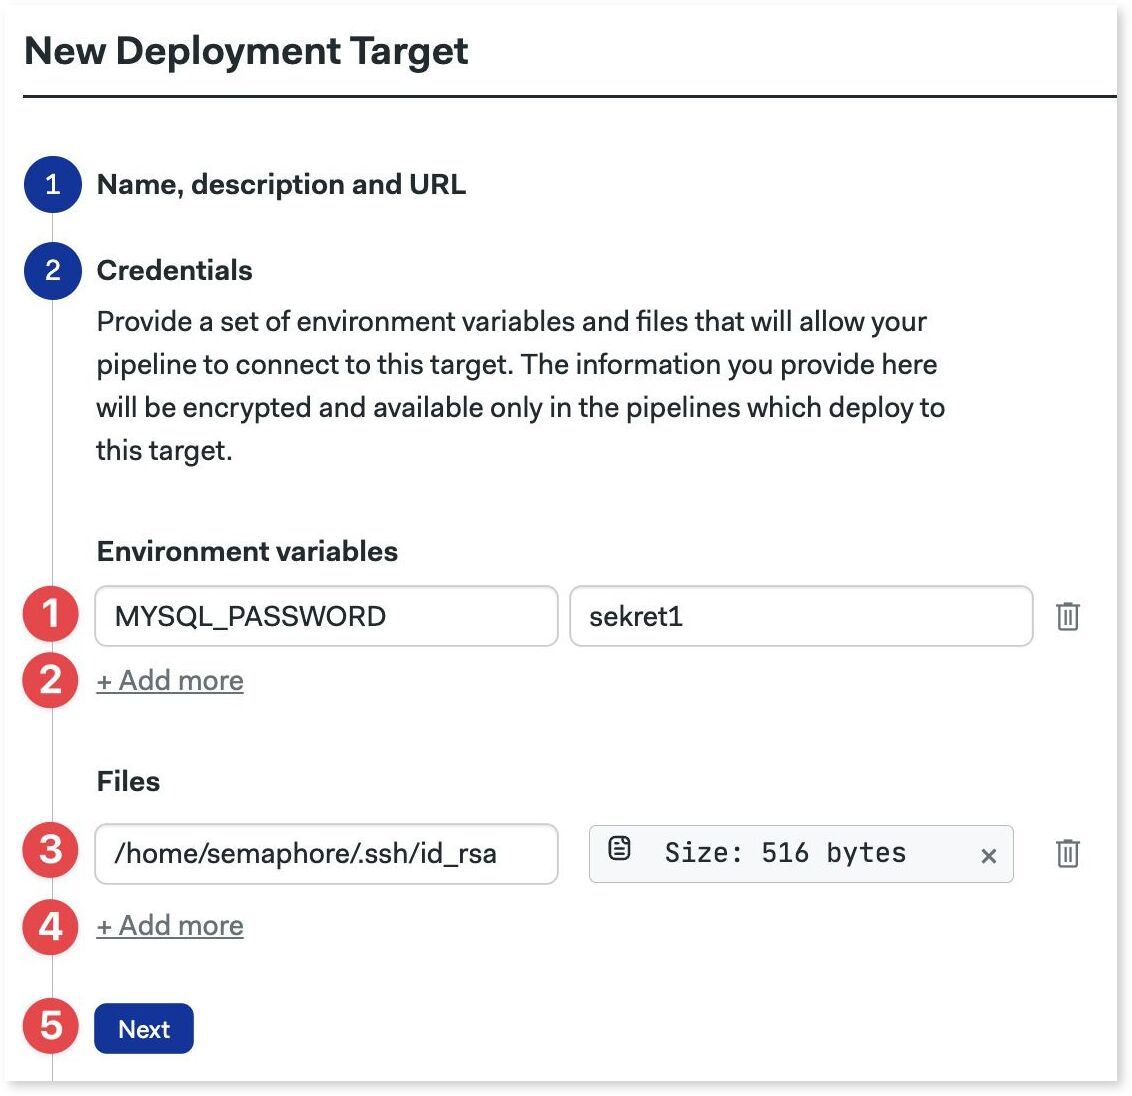 New Deployment Target
1 Name, description and URL
2 Credentials
Provide a set of environment variables and files that will allow your
pipeline to connect to this target. The information you provide here
will be encrypted and available only in the pipelines which deploy to
this target.
Environment variables
1 MYSQL_PASSWORD sekret1
2 + Add more
Files
3 /home/semaphore/.ssh/id_rsa Size: 516 bytes ×
4 + Add more
5 Next